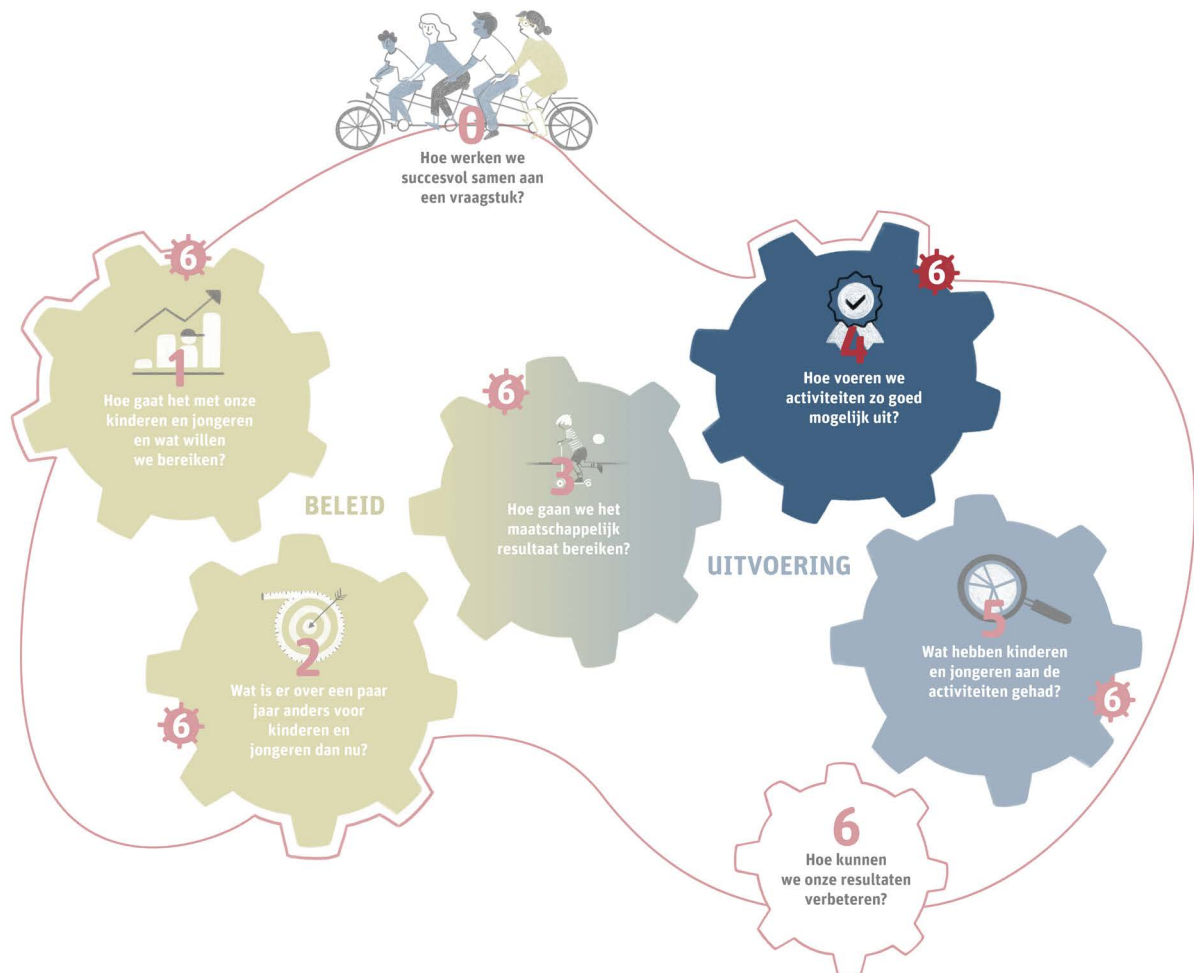 0
Hoe werken we
succesvol samen aan
een vraagstuk?
6
1
Hoe gaat het met onze
kinderen en jongeren
en wat willen
we bereiken?
BELEID
6
2
Wat is er over een paar
jaar anders voor
kinderen en
jongeren dan nu?
6
3
Hoe gaan we het
maatschappelijk
resultaat bereiken?
6
4
Hoe voeren we
activiteiten zo goed
mogelijk uit?
UITVOERING
5
Wat hebben kinderen
en jongeren aan de
activiteiten gehad?
6
6
Hoe kunnen
we onze resultaten
verbeteren?